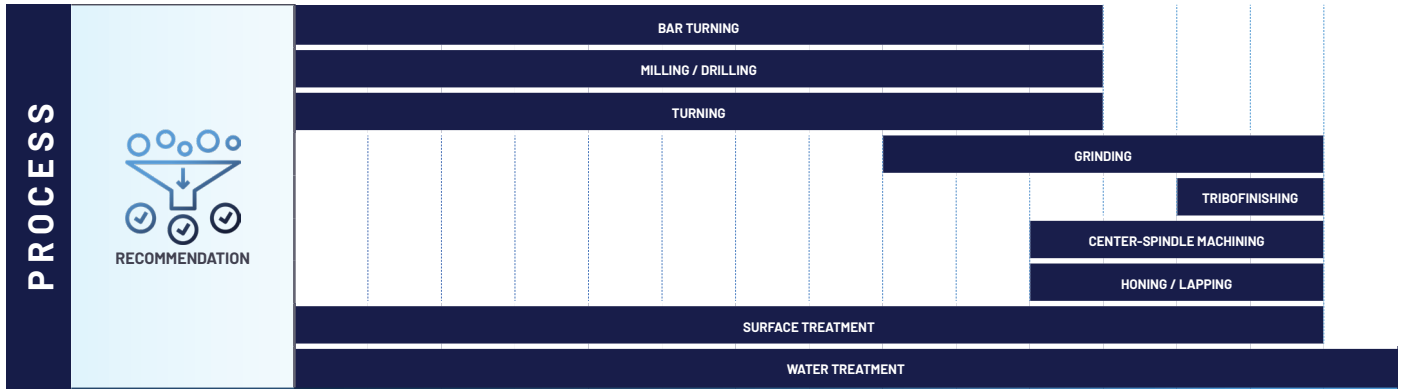 PROCESS
RECOMMENDATION
BAR TURNING
MILLING / DRILLING
TURNING
GRINDING
TRIBOFINISHING
CENTER-SPINDLE MACHINING
HONING / LAPPING
SURFACE TREATMENT
WATER TREATMENT